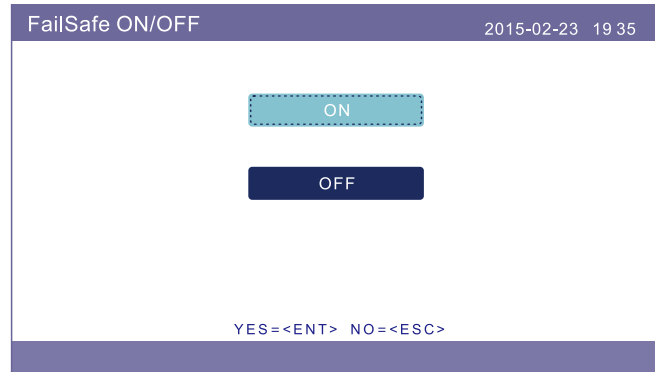 FailSafe ON/OFF 2015-02-23 19 35
ON
OFF
YES=<ENT> NO=<ESC>